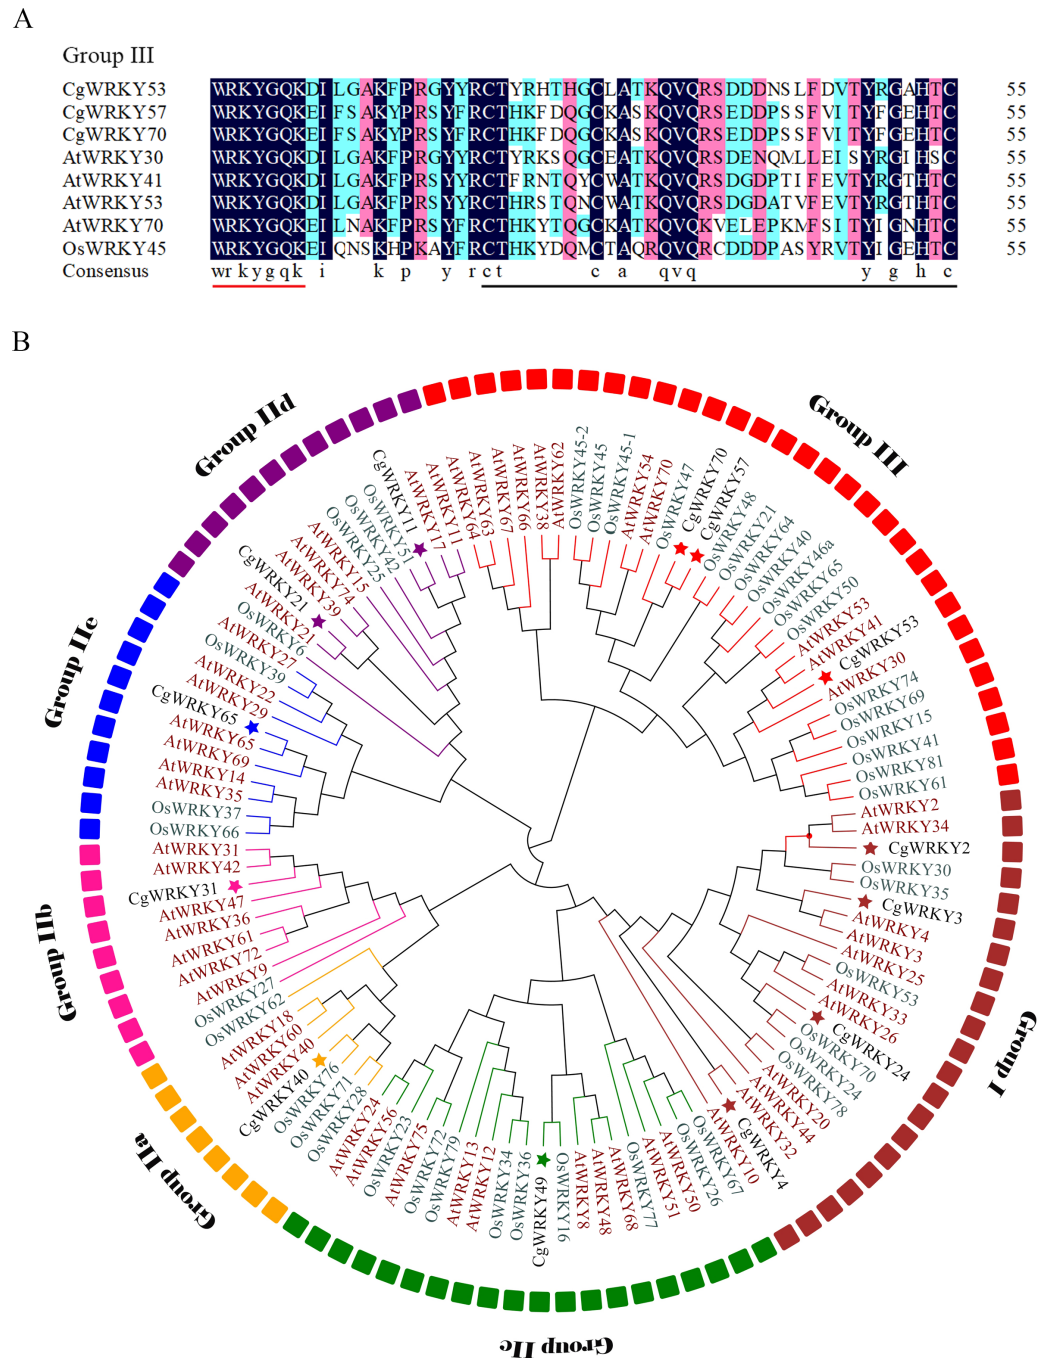 A
Group III
CgWRKY53 WRKYGQKDILGAKFPRGYYRCTYRHTHGCLATKQVQRSDDDNSLFDVTYRGAHTC 55
CgWRKY57 WRKYGQKEIFSAKYPRSYFRCTHKFDQGCKASKQVQRSEDDPSSFVITYFGEHTC 55
CgWRKY70 WRKYGQKEIFSAKYPRSYFRCTHKFDQGCKASKQVQRSEDDPSSFVITYFGEHTC 55
AtWRKY30 WRKYGQKDILGAKFPRGYYRCTYRKSQGCEATKQVQRSDENQMLLEISYRGIHSC 55
AtWRKY41 WRKYGQKDILGAKFPRSYYRCTFRNTQYCWATKQVQRSDGDPTIFEVTYRGTHTC 55
AtWRKY53 WRKYGQKDILGAKFPRSYYRCTHRSTQNCWATKQVQRSDGDATVFEVTYRGTHTC 55
AtWRKY70 WRKYGQKEILNAKFPRSYFRCTHKYTQGCKATKQVQKVELEPKMFSITYIGNHTC 55
OsWRKY45 WRKYGQKEIQNSKHPKAYFRCTHKYDQMCTAQRQVQRCDDDPASYRVTYIGEHTC 55
Consensus wrkygqk i k p y r ct c a qvq y g h c
B
Group III
Group I
Group IIc
Group IIa
Group IIb
Group IIe
Group IId
AtWRKY62
OsWRKY45-2
OsWRKY45
OsWRKY45-1
AtWRKY54
AtWRKY70
OsWRKY47
CgWRKY70
CgWRKY57
OsWRKY48
OsWRKY21
OsWRKY64
OsWRKY40
OsWRKY46a
OsWRKY65
OsWRKY50
AtWRKY53
AtWRKY41
CgWRKY53
AtWRKY30
OsWRKY74
OsWRKY69
OsWRKY15
OsWRKY41
OsWRKY81
OsWRKY61
AtWRKY2
AtWRKY34
CgWRKY2
OsWRKY30
OsWRKY35
CgWRKY3
AtWRKY4
AtWRKY3
AtWRKY25
OsWRKY53
AtWRKY33
AtWRKY26
CgWRKY24
OsWRKY70
OsWRKY24
OsWRKY78
AtWRKY20
AtWRKY44
AtWRKY32
CgWRKY4
AtWRKY10
OsWRKY67
OsWRKY26
AtWRKY50
AtWRKY51
OsWRKY77
AtWRKY68
AtWRKY48
AtWRKY8
OsWRKY16
CgWRKY49
OsWRKY36
OsWRKY34
AtWRKY12
AtWRKY13
OsWRKY79
OsWRKY72
AtWRKY75
OsWRKY23
AtWRKY56
AtWRKY24
OsWRKY28
OsWRKY71
OsWRKY76
CgWRKY40
AtWRKY40
AtWRKY60
AtWRKY18
OsWRKY62
OsWRKY27
AtWRKY9
AtWRKY72
AtWRKY61
AtWRKY36
AtWRKY47
CgWRKY31
AtWRKY42
AtWRKY31
OsWRKY66
OsWRKY37
AtWRKY35
AtWRKY14
AtWRKY69
AtWRKY65
CgWRKY65
AtWRKY29
AtWRKY22
OsWRKY39
AtWRKY27
OsWRKY6
AtWRKY21
CgWRKY21
AtWRKY39
AtWRKY74
AtWRKY15
OsWRKY25
OsWRKY42
OsWRKY51
CgWRKY11
AtWRKY17
AtWRKY11
AtWRKY64
AtWRKY63
AtWRKY67
AtWRKY66
AtWRKY38